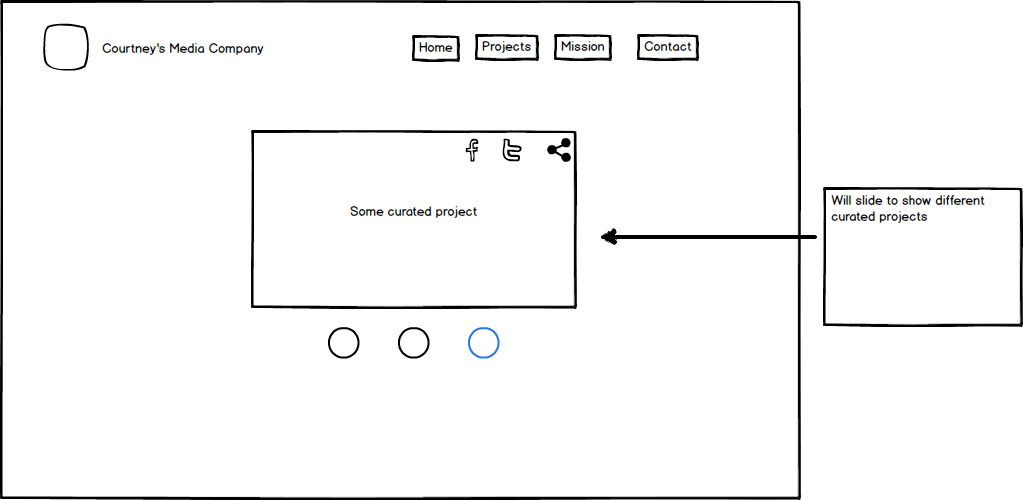 Courtney's Media Company
Home
Projects
Mission
Contact
Some curated project
Will slide to show different
curated projects